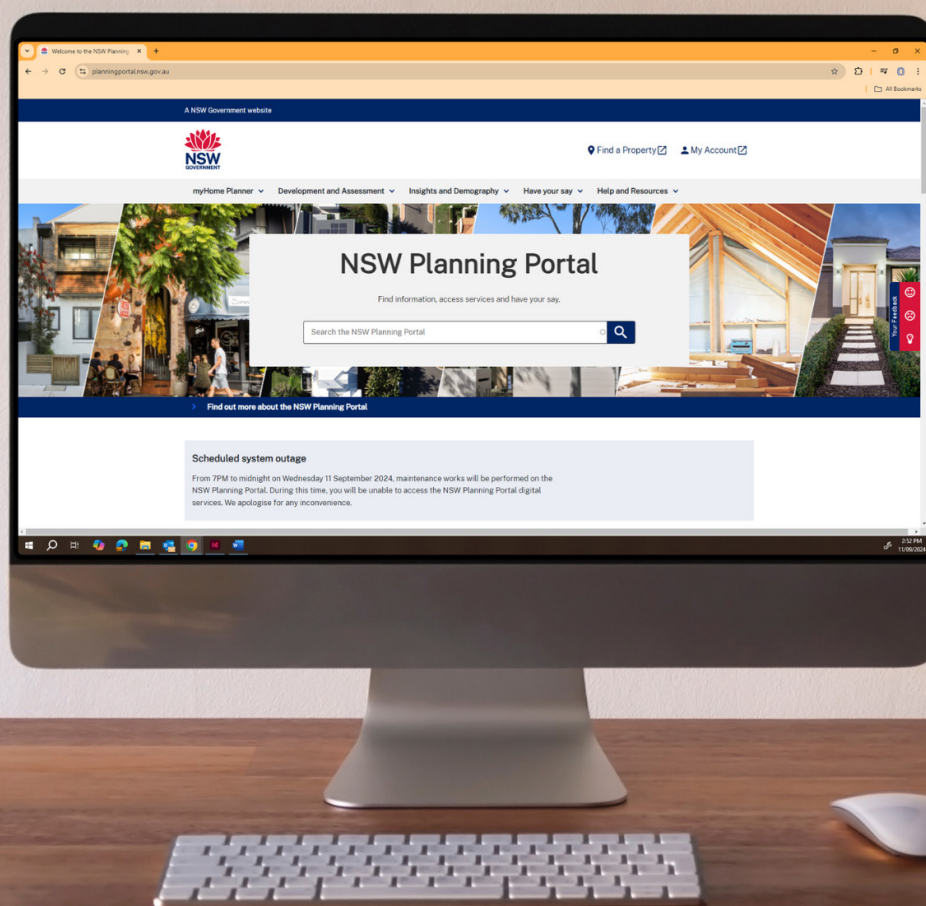 Welcome to the NSW Planning
planningportal.nsw.gov.au
All Bookmarks
A NSW Government website
NSW
GOVERNMENT
Find a Property
My Account
myHome Planner
Development and Assessment
Insights and Demography
Have your say
Help and Resources
NSW Planning Portal
Find information, access services and have your say.
Search the NSW Planning Portal
Your Feedback
Find out more about the NSW Planning Portal
Scheduled system outage
From 7PM to midnight on Wednesday 11 September 2024, maintenance works will be performed on the
NSW Planning Portal. During this time, you will be unable to access the NSW Planning Portal digital
services. We apologise for any inconvenience.
2:32 PM
11/09/2024